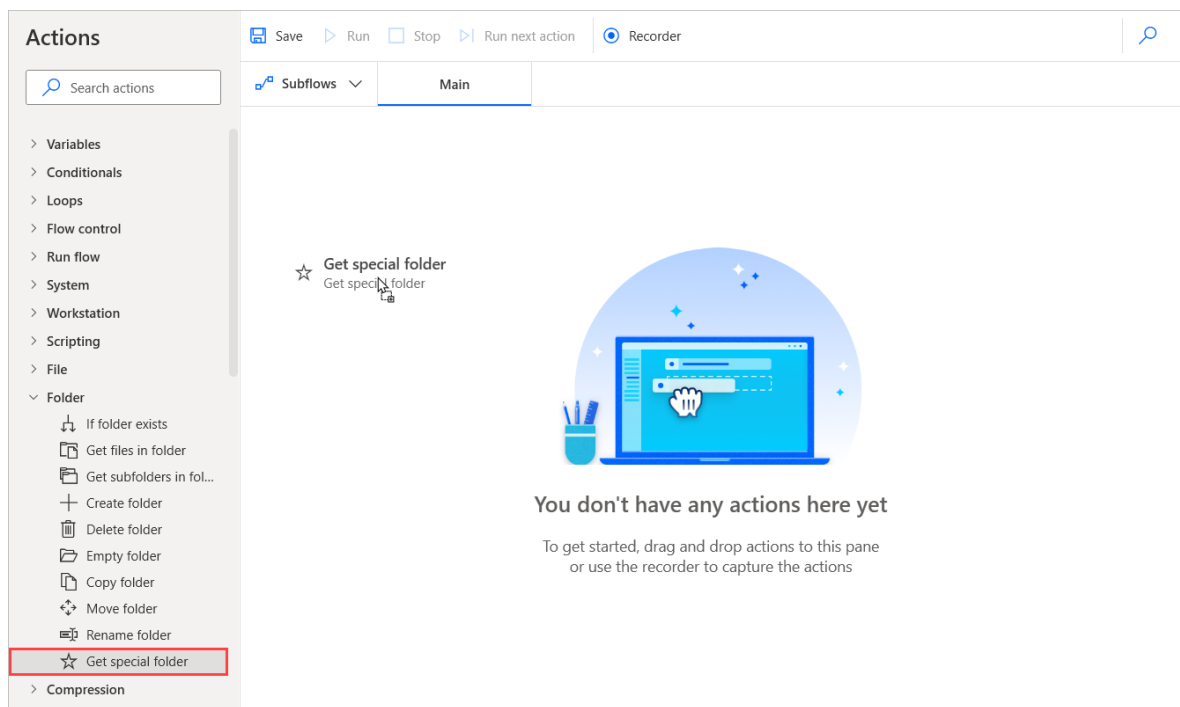 Actions
Search actions
Variables
Conditionals
Loops
Flow control
Run flow
System
Workstation
Scripting
File
Folder
If folder exists
Get files in folder
Get subfolders in fol...
Create folder
Delete folder
Empty folder
Copy folder
Move folder
Rename folder
Get special folder
Compression
Save Run Stop Run next action Recorder
Subflows Main
Get special folder
Get special folder
You don't have any actions here yet
To get started, drag and drop actions to this pane
or use the recorder to capture the actions